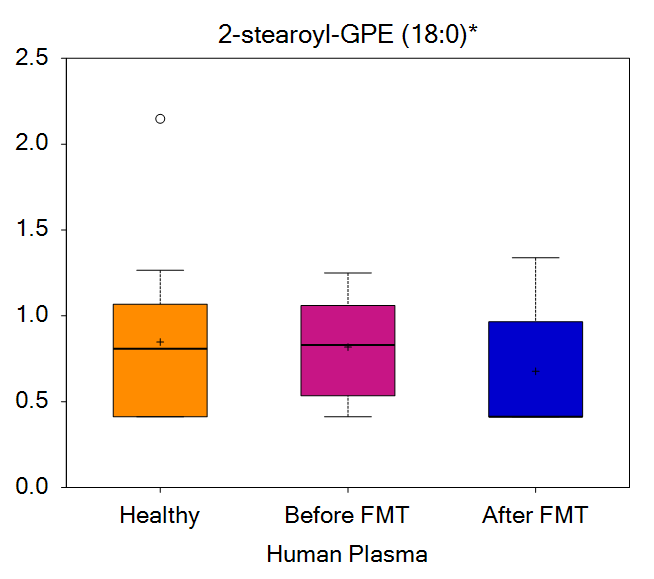 2-stearoyl-GPE (18:0)*
2.5
2.0
1.5
1.0
0.5
0.0
Healthy
Before FMT
After FMT
Human Plasma